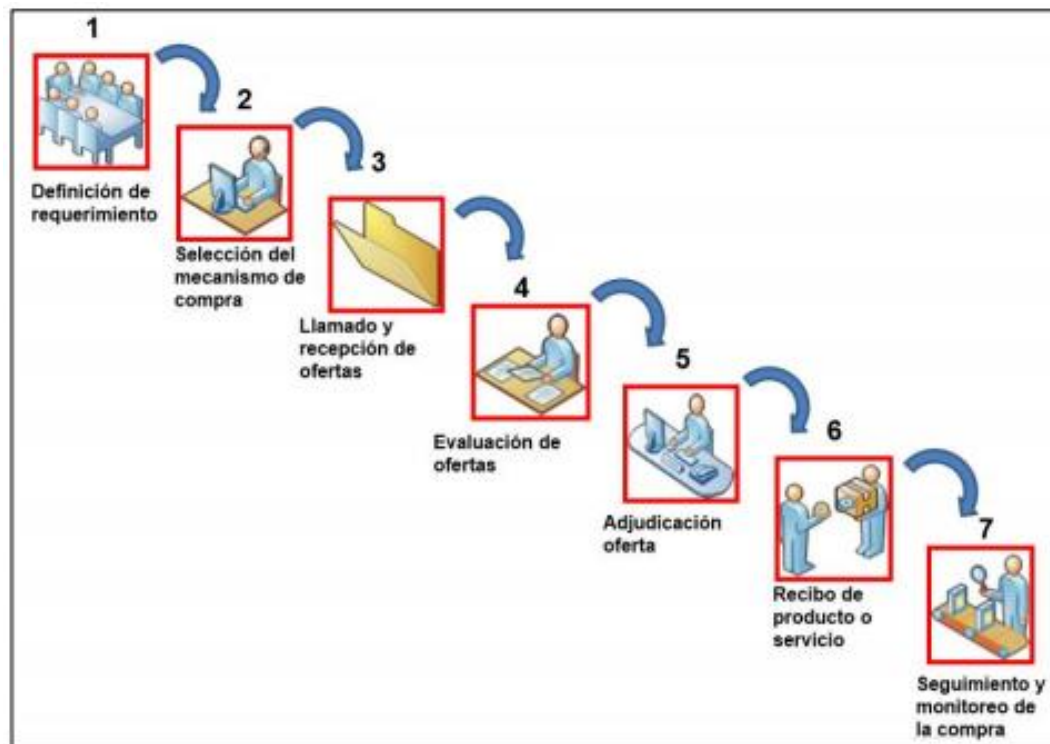 1
Definición de
requerimiento
2
Selección del
mecanismo de
compra
3
Llamado y
recepción de
ofertas
4
Evaluación de
ofertas
5
Adjudicación
oferta
6
Recibo de
producto o
servicio
7
Seguimiento y
monitoreo de
la compra